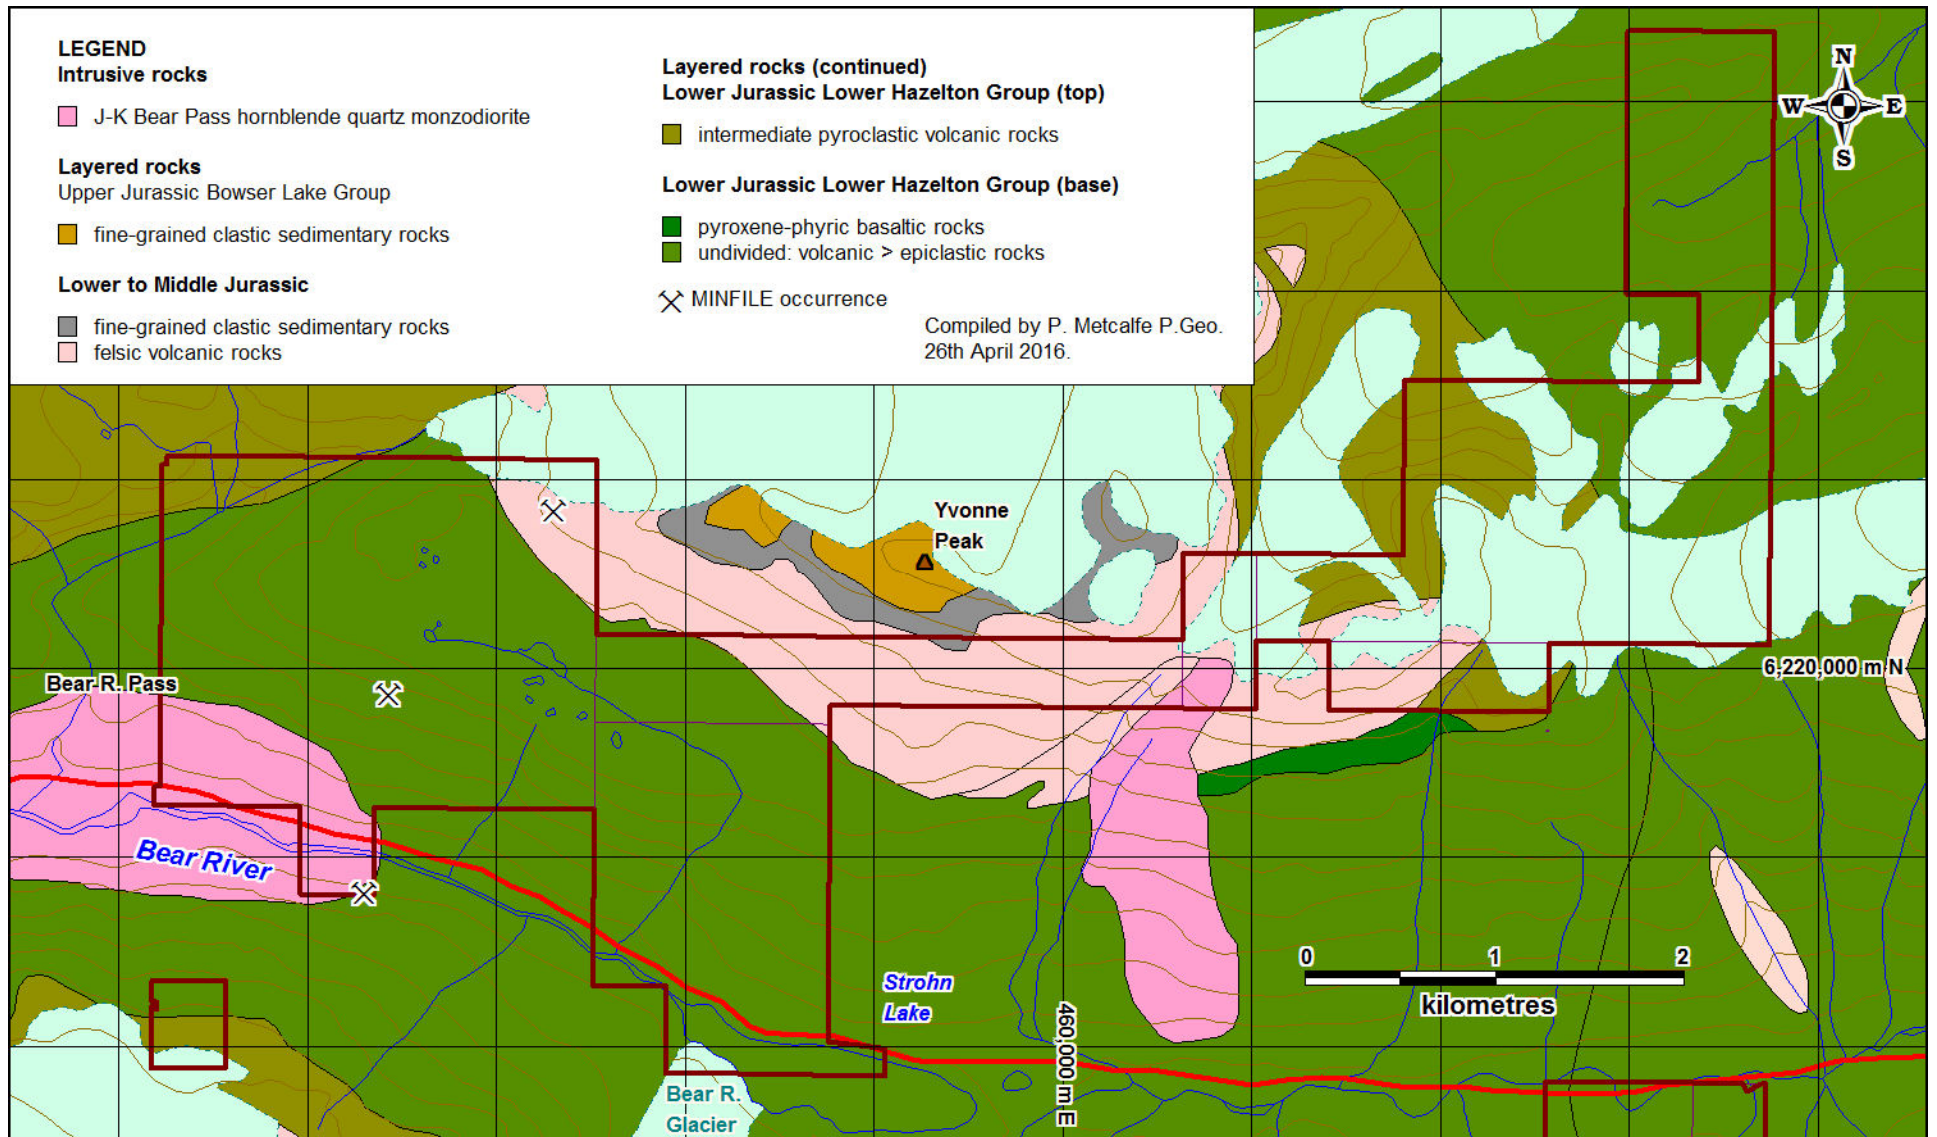 LEGEND
Intrusive rocks
J-K Bear Pass hornblende quartz monzodiorite
Layered rocks
Upper Jurassic Bowser Lake Group
fine-grained clastic sedimentary rocks
Lower to Middle Jurassic
fine-grained clastic sedimentary rocks
felsic volcanic rocks
Layered rocks (continued)
Lower Jurassic Lower Hazelton Group (top)
intermediate pyroclastic volcanic rocks
Lower Jurassic Lower Hazelton Group (base)
pyroxene-phyric basaltic rocks
undivided: volcanic > epiclastic rocks
MINFILE occurrence
Compiled by P. Metcalfe P.Geo.
26th April 2016.
N
W E
S
Yvonne
Peak
6,220,000 m N
Bear R. Pass
Bear River
Strohn
Lake
460,000 m E
0 1 2
kilometres
Bear R.
Glacier